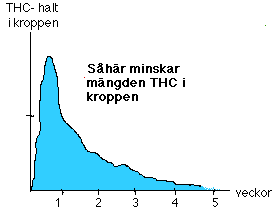 THC- halt
i kroppen
Såhär minskar
mängden THC i
kroppen
1 2 3 4 5 veckor